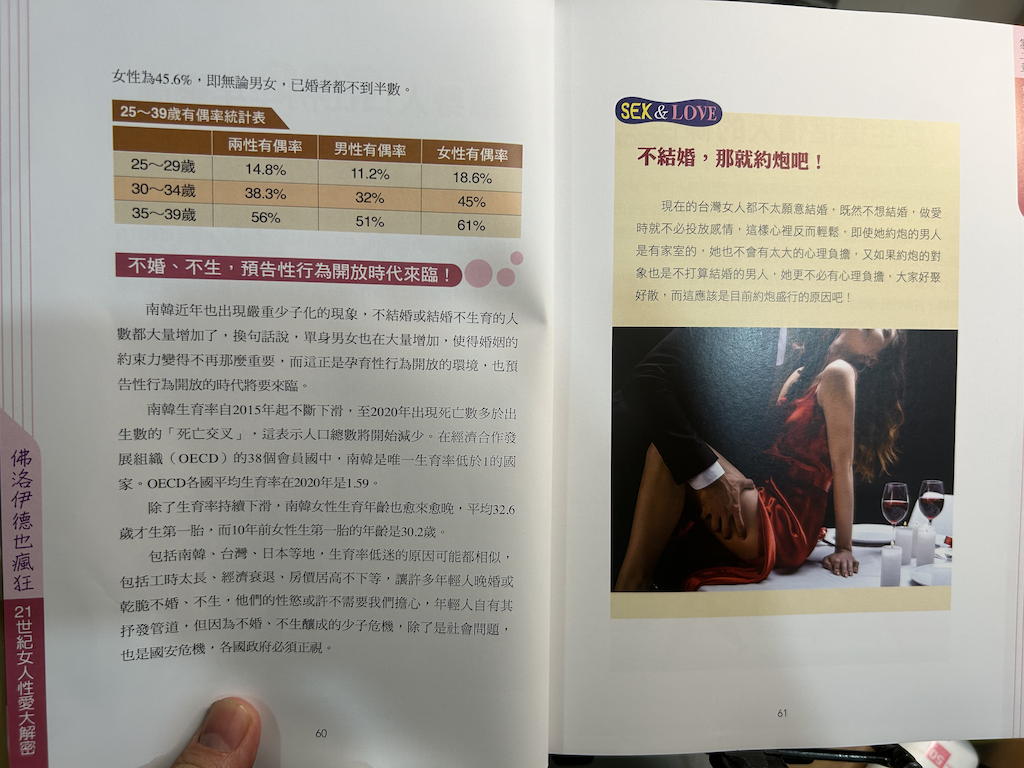 女性為45.6%，即無論男女，已婚者都不到半數。
25～39歲有偶率統計表
兩性有偶率 男性有偶率 女性有偶率
25～29歲 14.8% 11.2% 18.6%
30～34歲 38.3% 32% 45%
35～39歲 56% 51% 61%
不婚、不生，預告性行為開放時代來臨！
南韓近年也出現嚴重少子化的現象，不結婚或結婚不生育的人
數都大量增加了，換句話說，單身男女也在大量增加，使得婚姻的
約束力變得不再那麼重要，而這正是孕育性行為開放的環境，也預
告性行為開放的時代將要來臨。
南韓生育率自2015年起不斷下滑，至2020年出現死亡數多於出
生數的「死亡交叉」，這表示人口總數將開始減少。在經濟合作發
展組織（OECD）的38個會員國中，南韓是唯一生育率低於1的國
家。OECD各國平均生育率在2020年是1.59。
除了生育率持續下滑，南韓女性生育年齡也愈來愈晚，平均32.6
歲才生第一胎，而10年前女性生第一胎的年齡是30.2歲。
包括南韓、台灣、日本等地，生育率低迷的原因可能都相似，
包括工時太長、經濟衰退，房價居高不下等，讓許多年輕人晚婚或
乾脆不婚、不生，他們的性慾或許不需要我們擔心，年輕人自有其
抒發管道，但因為不婚、不生釀成的少子危機，除了是社會問題，
也是國安危機，各國政府必須正視。
佛洛伊德也瘋狂
21世紀女人性愛大解密
60
SEX & LOVE
不結婚，那就約炮吧！
現在的台灣女人都不太願意結婚，既然不想結婚，做愛
時就不必投放感情，這樣心裡反而輕鬆，即使她約炮的男人
是有家室的，她也不會有太大的心理負擔，又如果約炮的對
象也是不打算結婚的男人，她更不必有心理負擔，大家好聚
好散，而這應該是目前約炮盛行的原因吧！
61